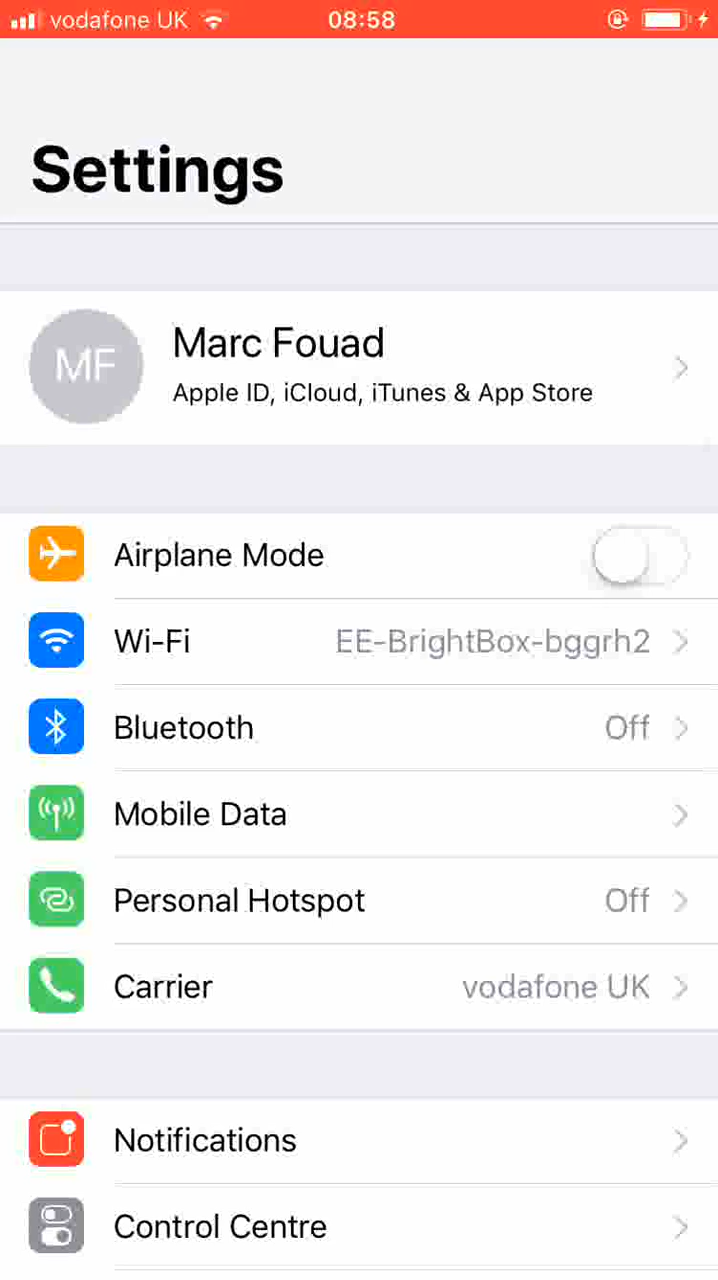 vodafone UK 08:58
Settings
MF
Marc Fouad
Apple ID, iCloud, iTunes & App Store
Airplane Mode
Wi-Fi EE-BrightBox-bggrh2
Bluetooth Off
Mobile Data
Personal Hotspot Off
Carrier vodafone UK
Notifications
Control Centre